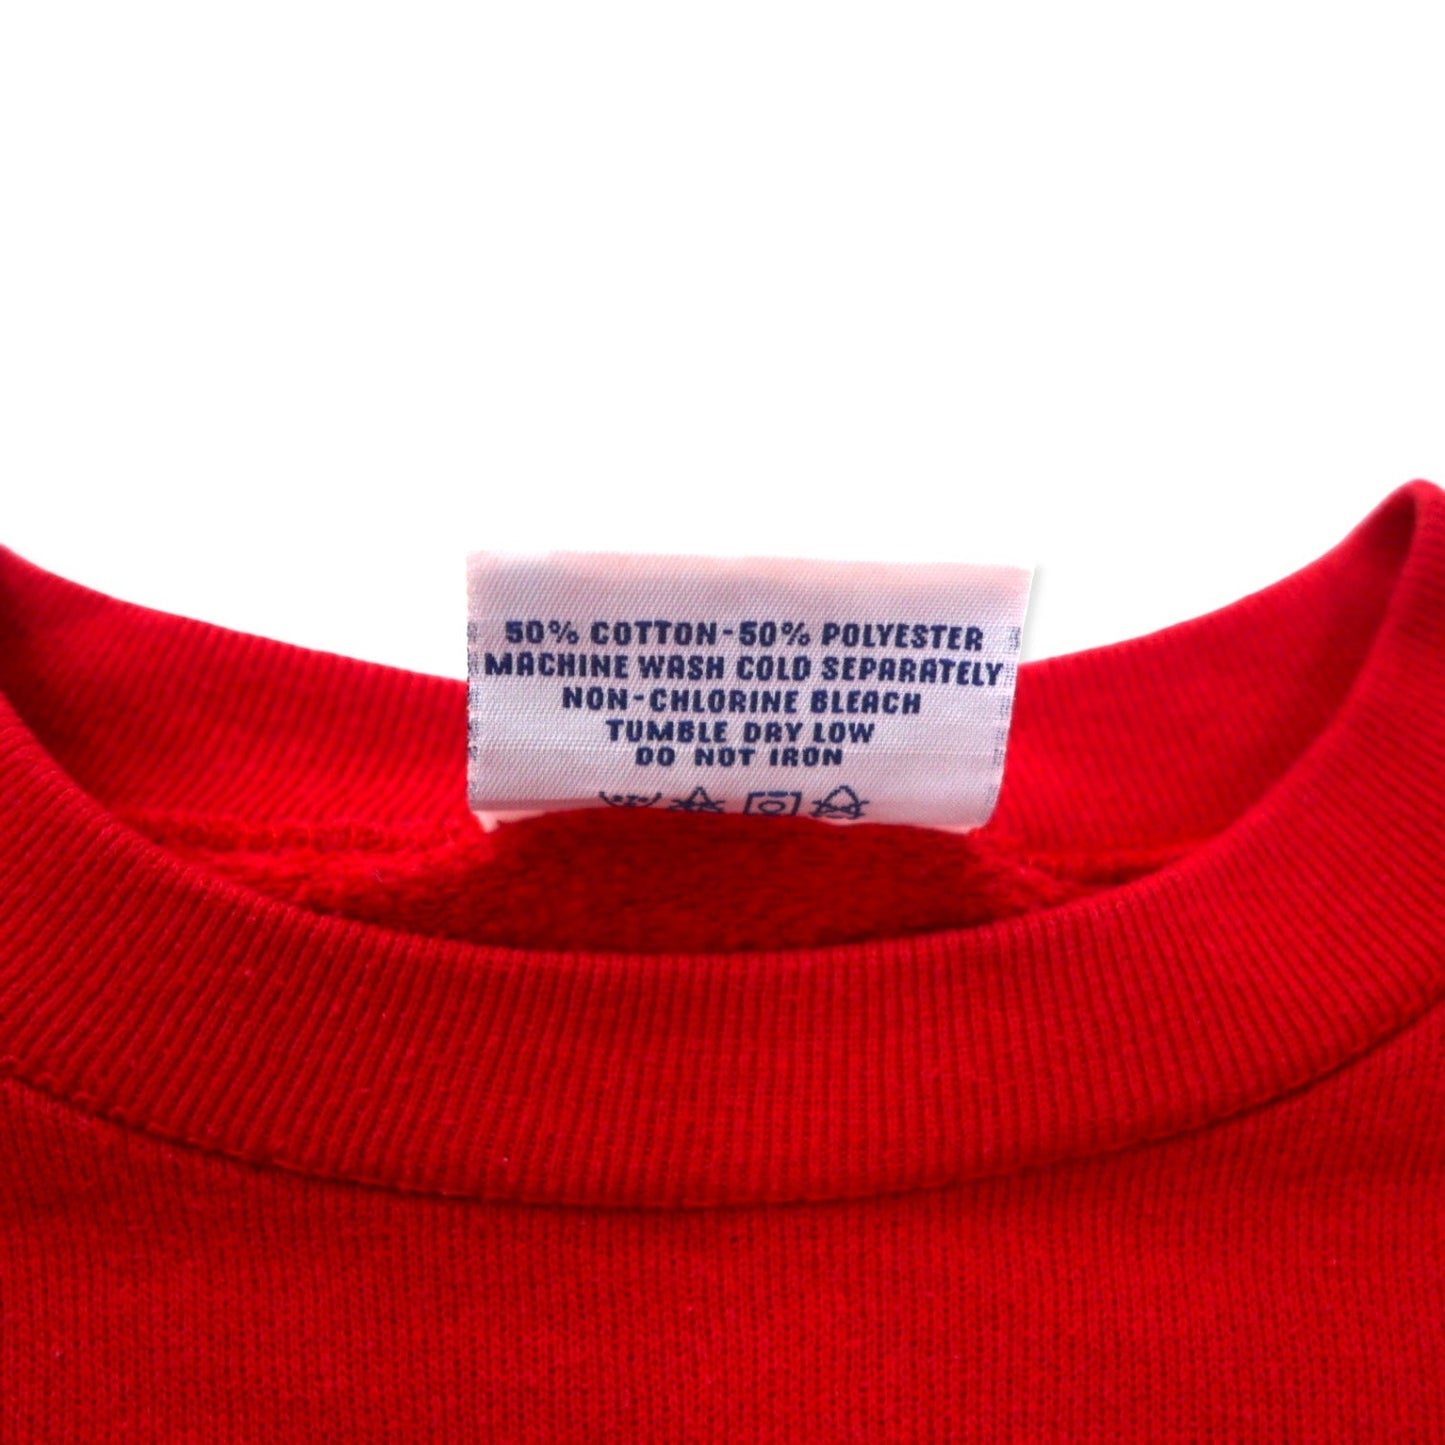 50% COTTON-50% POLYESTER
MACHINE WASH COLD SEPARATELY
NON-CHLORINE BLEACH
TUMBLE DRY LOW
DO NOT IRON